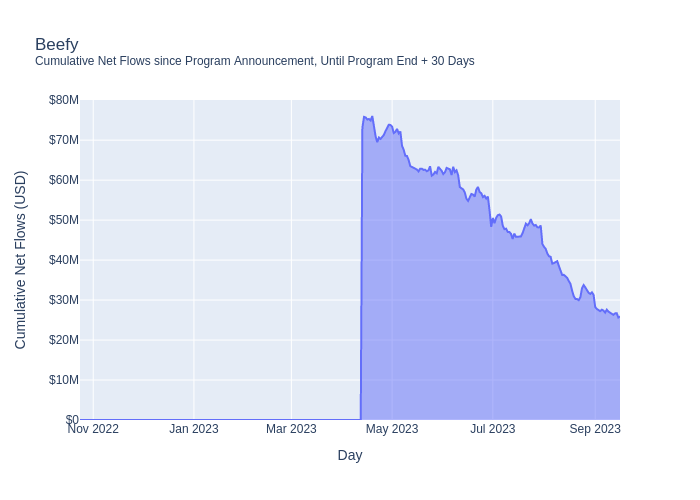 Beefy
Cumulative Net Flows since Program Announcement, Until Program End + 30 Days
Cumulative Net Flows (USD)
$80M
$70M
$60M
$50M
$40M
$30M
$20M
$10M
$0
Nov 2022
Jan 2023
Mar 2023
May 2023
Jul 2023
Sep 2023
Day